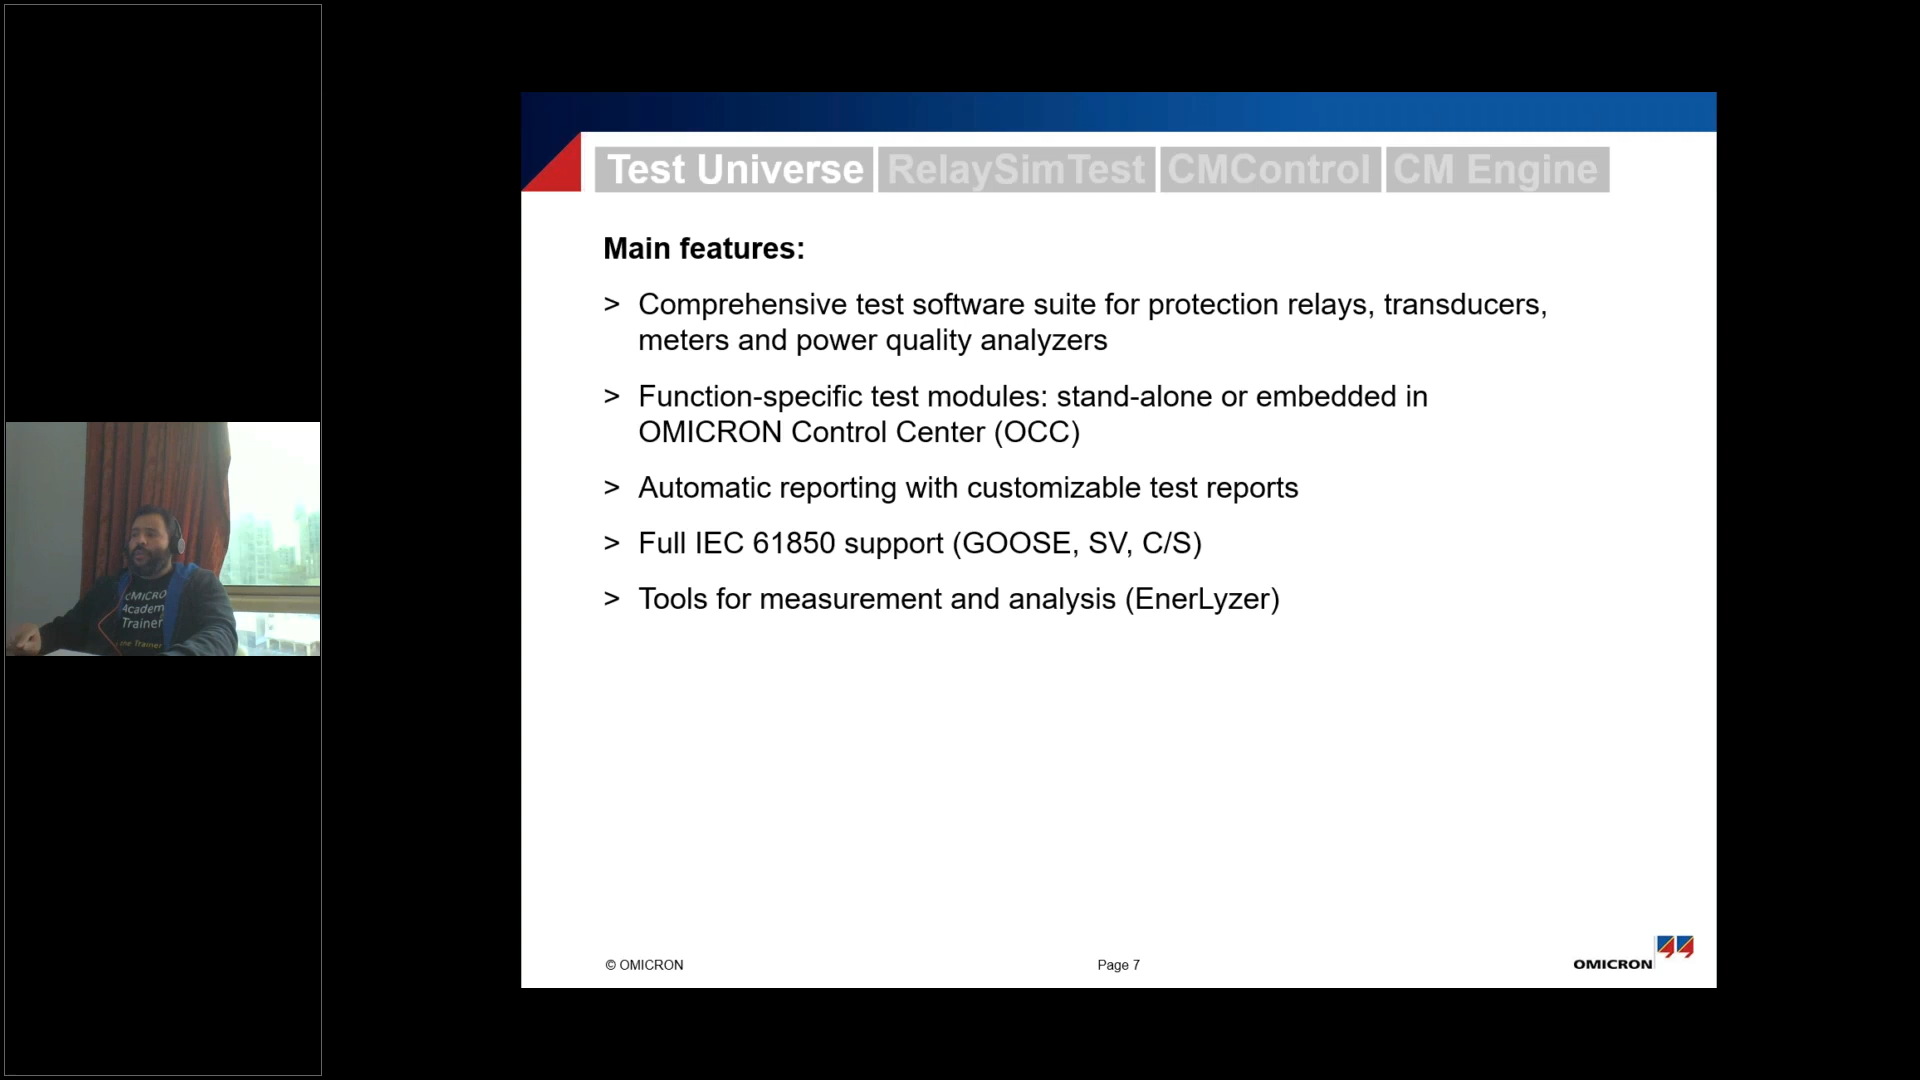 Test Universe RelaySimTest CMControl CM Engine
Main features:
> Comprehensive test software suite for protection relays, transducers,
meters and power quality analyzers
> Function-specific test modules: stand-alone or embedded in
OMICRON Control Center (OCC)
> Automatic reporting with customizable test reports
> Full IEC 61850 support (GOOSE, SV, C/S)
> Tools for measurement and analysis (EnerLyzer)
© OMICRON
Page 7
OMICRON
Academ
Trainer
the Trainer